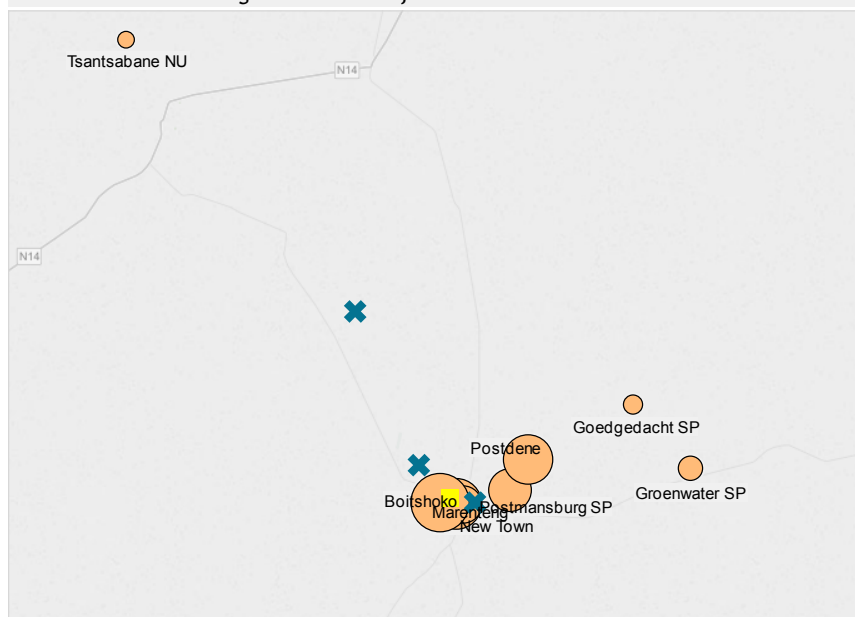 Tsantsabane NU
N14
N14
Goedgedacht SP
Postdene
Groenwater SP
Boitshoko
Postmansburg SP
Marenteng
New Town